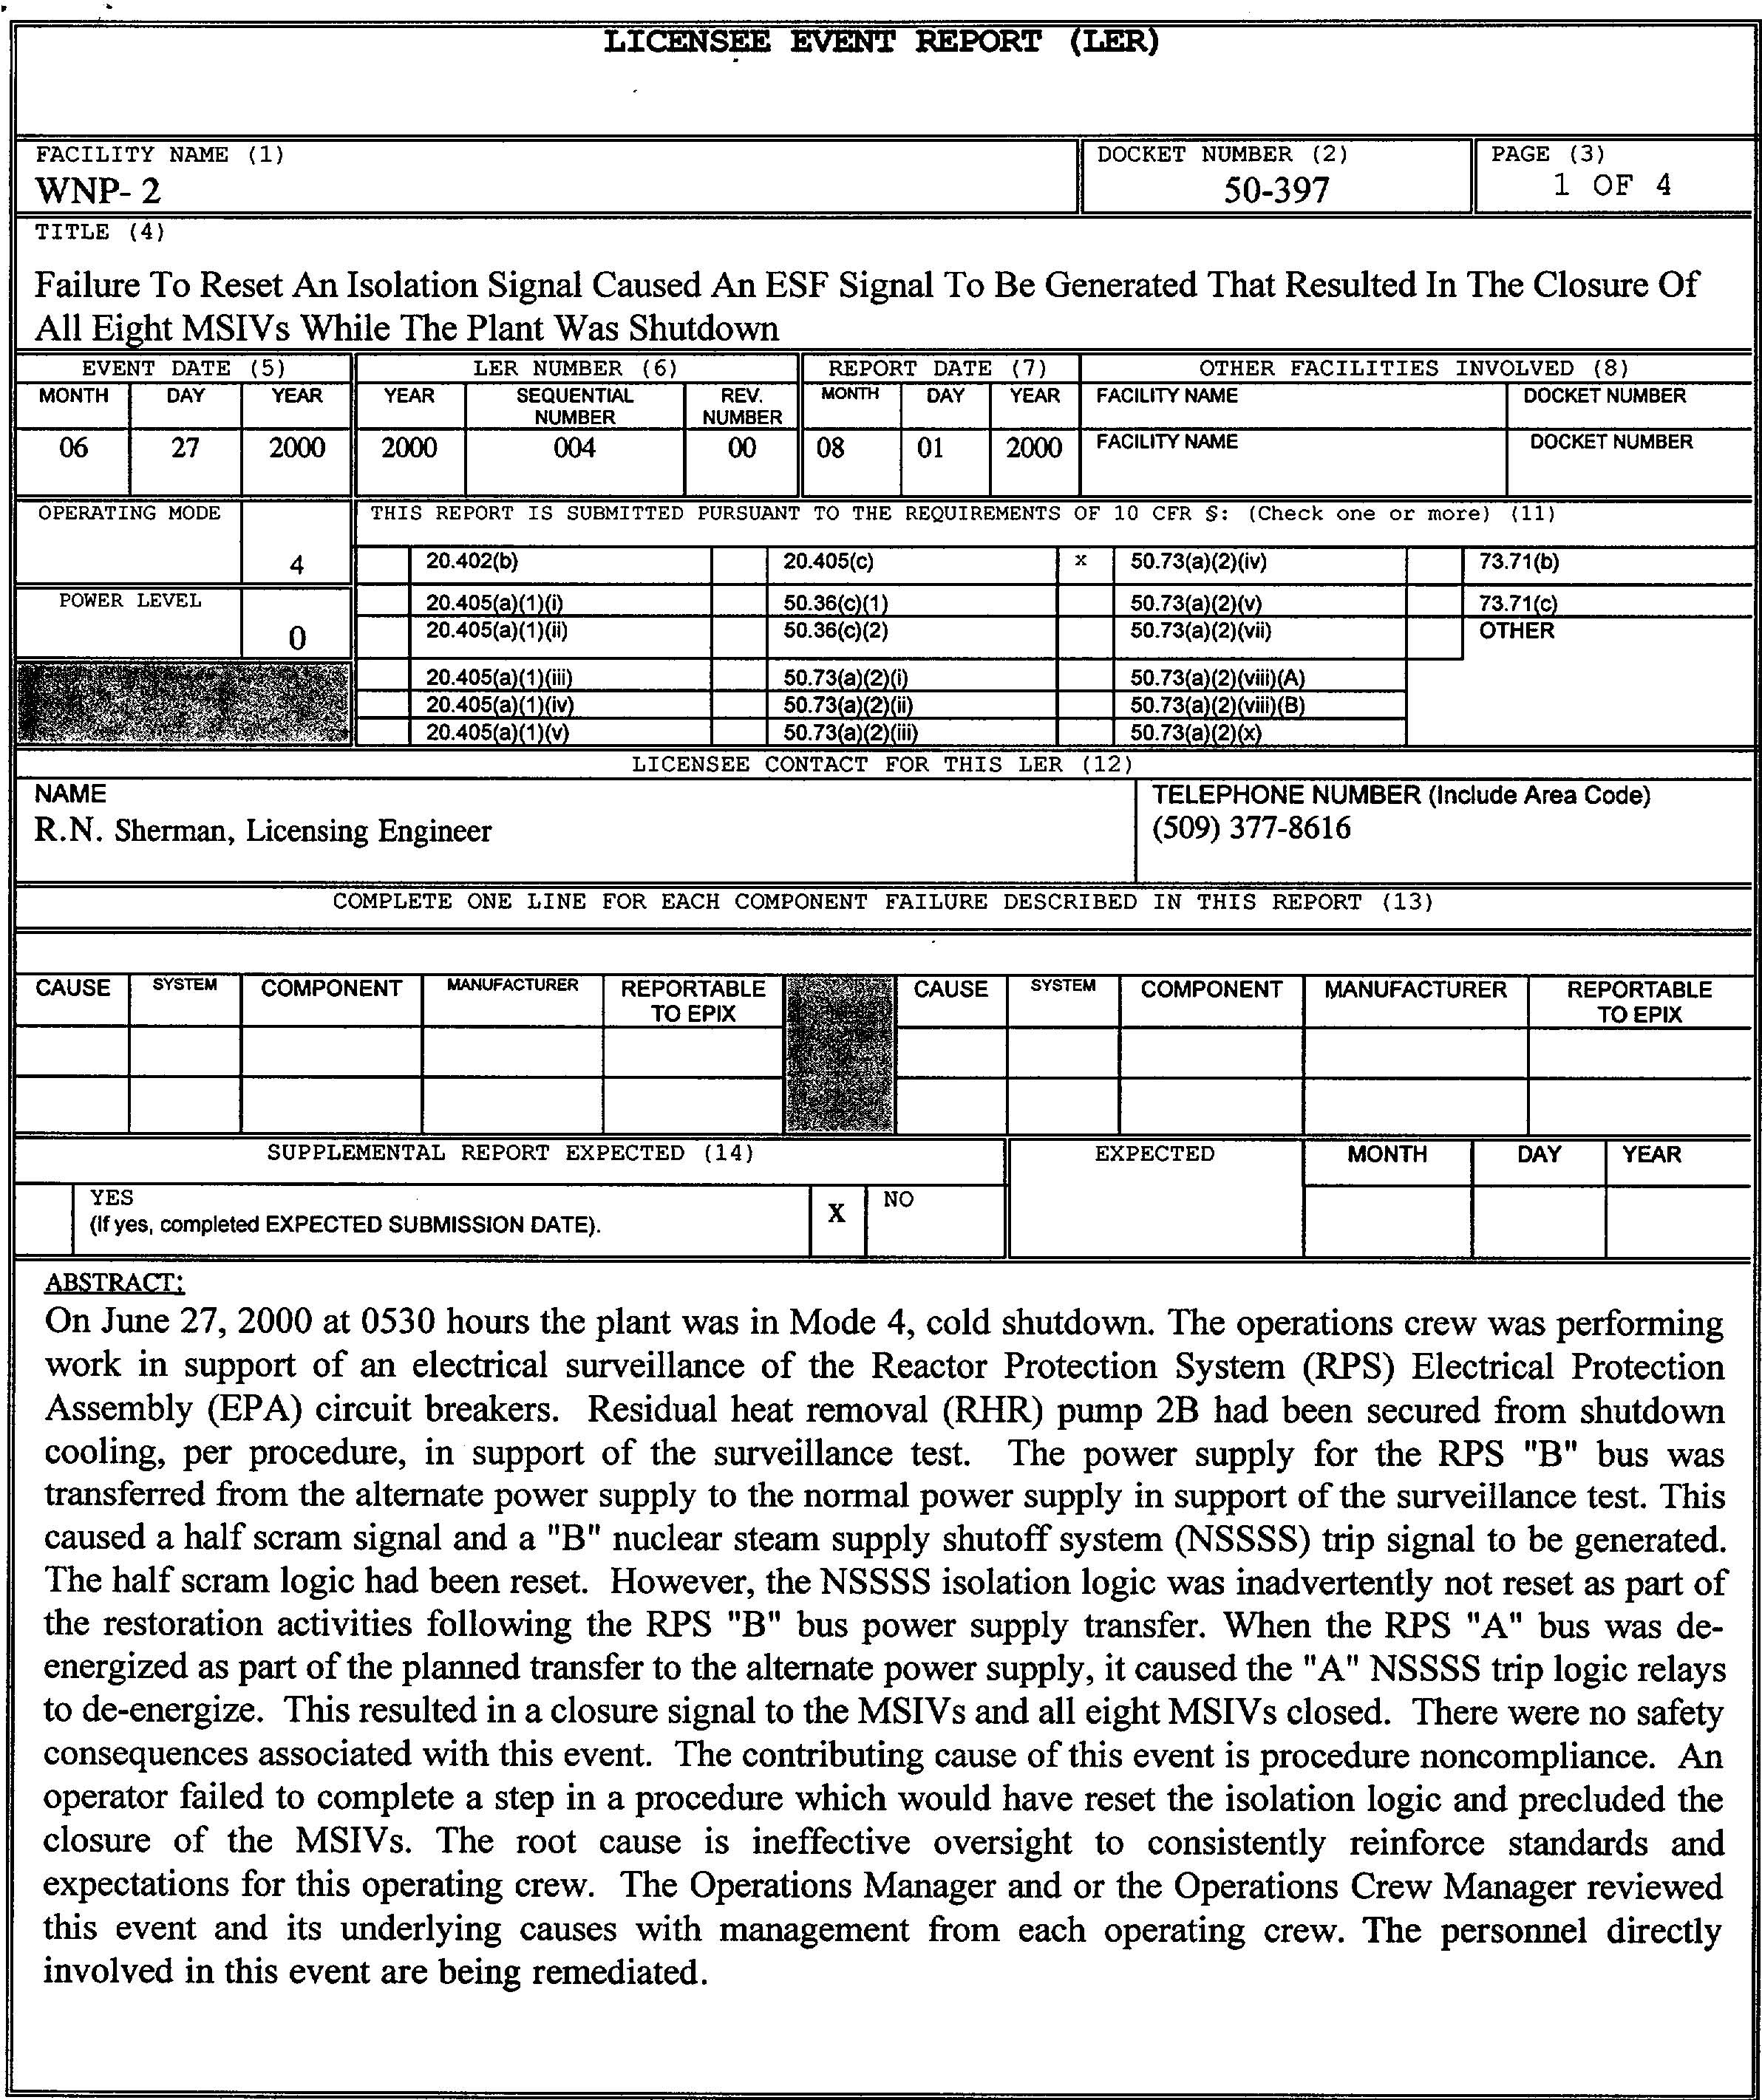 LICENSEE EVENT REPORT (LER)
FACILITY NAME (1)
DOCKET NUMBER (2)
PAGE (3)
WNP- 2
50-397
1 OF 4
TITLE (4)
Failure To Reset An Isolation Signal Caused An ESF Signal To Be Generated That Resulted In The Closure Of
All Eight MSIVs While The Plant Was Shutdown
EVENT DATE (5)
LER NUMBER (6)
REPORT DATE (7)
OTHER FACILITIES INVOLVED (8)
MONTH DAY YEAR YEAR SEQUENTIAL NUMBER REV. NUMBER MONTH DAY YEAR FACILITY NAME DOCKET NUMBER
06 27 2000 2000 004 00 08 01 2000 FACILITY NAME DOCKET NUMBER
OPERATING MODE 4
THIS REPORT IS SUBMITTED PURSUANT TO THE REQUIREMENTS OF 10 CFR §: (Check one or more) (11)
20.402(b) 20.405(c) x 50.73(a)(2)(iv) 73.71(b)
POWER LEVEL 0
20.405(a)(1)(i) 50.36(c)(1) 50.73(a)(2)(v) 73.71(c)
20.405(a)(1)(ii) 50.36(c)(2) 50.73(a)(2)(vii) OTHER
20.405(a)(1)(iii) 50.73(a)(2)(i) 50.73(a)(2)(viii)(A)
20.405(a)(1)(iv) 50.73(a)(2)(ii) 50.73(a)(2)(viii)(B)
20.405(a)(1)(v) 50.73(a)(2)(iii) 50.73(a)(2)(x)
LICENSEE CONTACT FOR THIS LER (12)
NAME
TELEPHONE NUMBER (Include Area Code)
R.N. Sherman, Licensing Engineer
(509) 377-8616
COMPLETE ONE LINE FOR EACH COMPONENT FAILURE DESCRIBED IN THIS REPORT (13)
CAUSE SYSTEM COMPONENT MANUFACTURER REPORTABLE TO EPIX CAUSE SYSTEM COMPONENT MANUFACTURER REPORTABLE TO EPIX
SUPPLEMENTAL REPORT EXPECTED (14)
EXPECTED MONTH DAY YEAR
YES
(If yes, completed EXPECTED SUBMISSION DATE).
X NO
ABSTRACT:
On June 27, 2000 at 0530 hours the plant was in Mode 4, cold shutdown. The operations crew was performing
work in support of an electrical surveillance of the Reactor Protection System (RPS) Electrical Protection
Assembly (EPA) circuit breakers. Residual heat removal (RHR) pump 2B had been secured from shutdown
cooling, per procedure, in support of the surveillance test. The power supply for the RPS "B" bus was
transferred from the alternate power supply to the normal power supply in support of the surveillance test. This
caused a half scram signal and a "B" nuclear steam supply shutoff system (NSSSS) trip signal to be generated.
The half scram logic had been reset. However, the NSSSS isolation logic was inadvertently not reset as part of
the restoration activities following the RPS "B" bus power supply transfer. When the RPS "A" bus was de-
energized as part of the planned transfer to the alternate power supply, it caused the "A" NSSSS trip logic relays
to de-energize. This resulted in a closure signal to the MSIVs and all eight MSIVs closed. There were no safety
consequences associated with this event. The contributing cause of this event is procedure noncompliance. An
operator failed to complete a step in a procedure which would have reset the isolation logic and precluded the
closure of the MSIVs. The root cause is ineffective oversight to consistently reinforce standards and
expectations for this operating crew. The Operations Manager and or the Operations Crew Manager reviewed
this event and its underlying causes with management from each operating crew. The personnel directly
involved in this event are being remediated.